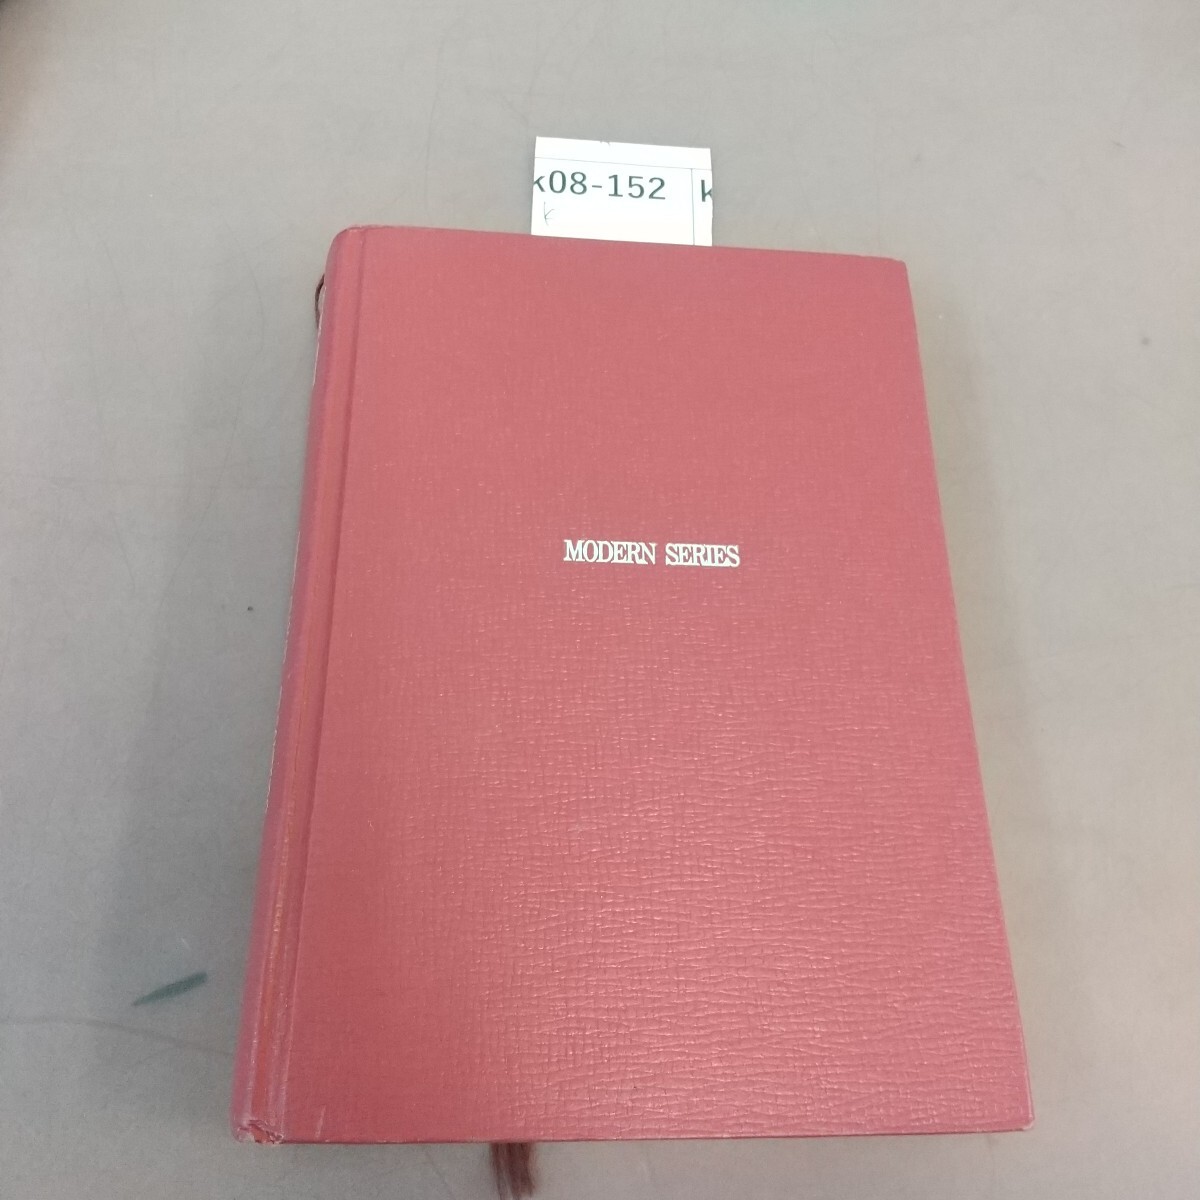 k08-152 k
k
MODERN SERIES